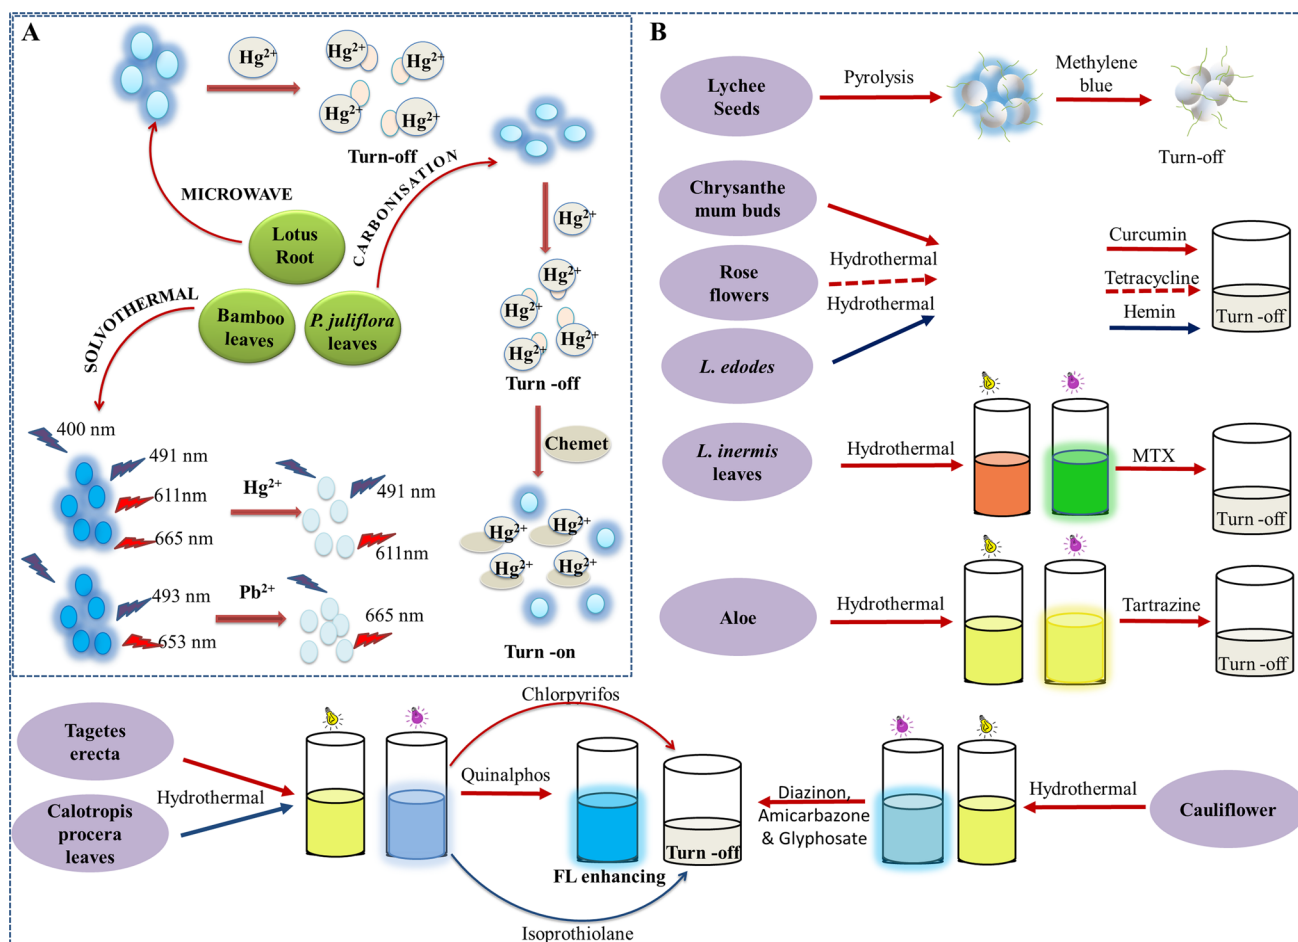 A
Hg2+
Hg2+
Hg2+
Hg2+
Hg2+
Turn-off
MICROWAVE
CARBONISATION
SOLVOTHERMAL
Lotus
Root
Bamboo
leaves
P. juliflora
leaves
Hg2+
Hg2+
Hg2+
Hg2+
Hg2+
Turn -off
Chemet
Hg2+
Hg2+
Hg2+
Hg2+
Turn -on
400 nm
491 nm
611nm
665 nm
Hg2+
491 nm
611nm
493 nm
653 nm
Pb2+
665 nm
B
Lychee
Seeds
Pyrolysis
Methylene
blue
Turn-off
Chrysanthe
mum buds
Rose
flowers
L. edodes
Hydrothermal
Hydrothermal
Curcumin
Tetracycline
Hemin
Turn -off
L. inermis
leaves
Hydrothermal
MTX
Turn -off
Aloe
Hydrothermal
Tartrazine
Turn -off
Tagetes
erecta
Calotropis
procera
leaves
Hydrothermal
Chlorpyrifos
Quinalphos
Isoprothiolane
FL enhancing
Turn -off
Diazinon,
Amicarbazone
& Glyphosate
Hydrothermal
Cauliflower